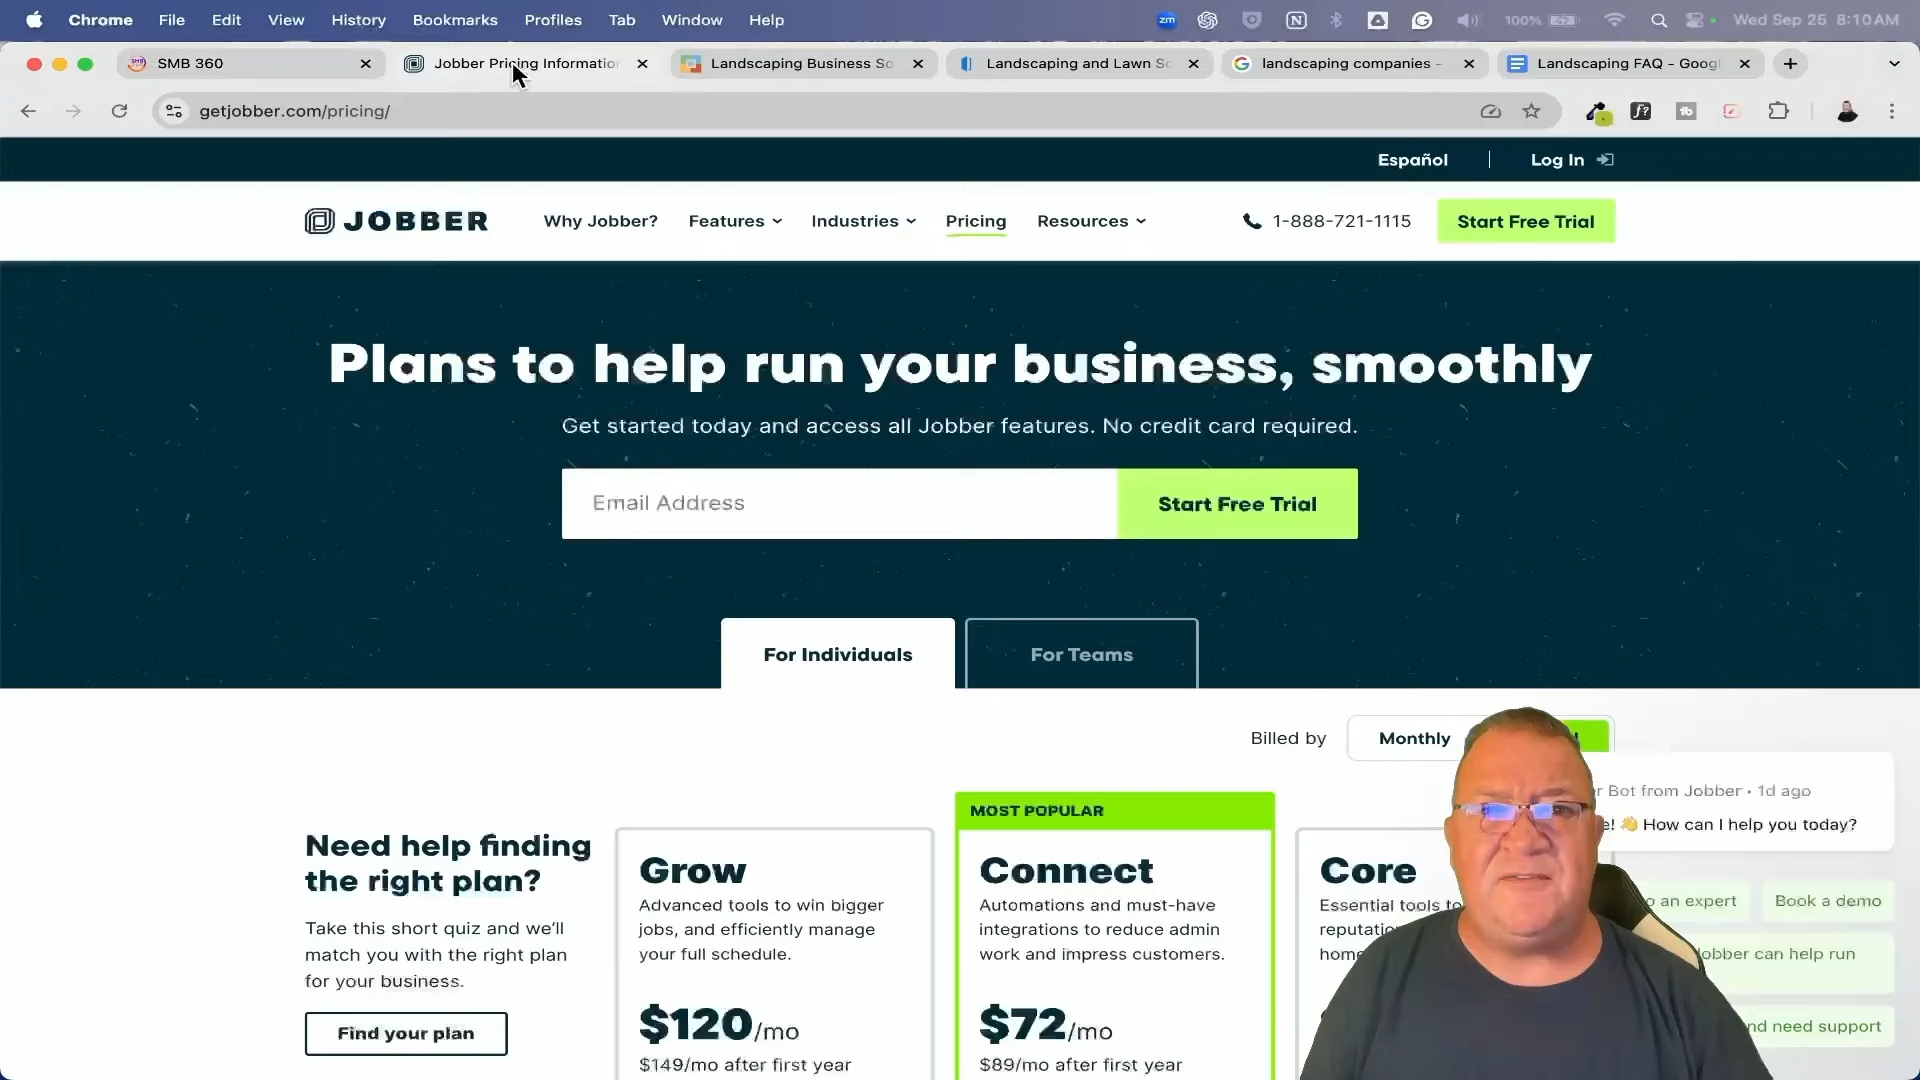 Chrome File Edit View History Bookmarks Profiles Tab Window Help
zm 100% Wed Sep 25 8:10 AM
SMB 360
Jobber Pricing Information
Landscaping Business So
Landscaping and Lawn Se
landscaping companies -
Landscaping FAQ - Googl
getjobber.com/pricing/
Español | Log In
JOBBER
Why Jobber? Features Industries Pricing Resources
1-888-721-1115
Start Free Trial
Plans to help run your business, smoothly
Get started today and access all Jobber features. No credit card required.
Email Address
Start Free Trial
For Individuals
For Teams
Billed by Monthly
Need help finding
the right plan?
Take this short quiz and we'll
match you with the right plan
for your business.
Find your plan
Grow
Advanced tools to win bigger
jobs, and efficiently manage
your full schedule.
$120/mo
$149/mo after first year
MOST POPULAR
Connect
Automations and must-have
integrations to reduce admin
work and impress customers.
$72/mo
$89/mo after first year
Core
Essential tools to
Bot from Jobber • 1d ago
👋 How can I help you today?
an expert
Book a demo
Jobber can help run
need support